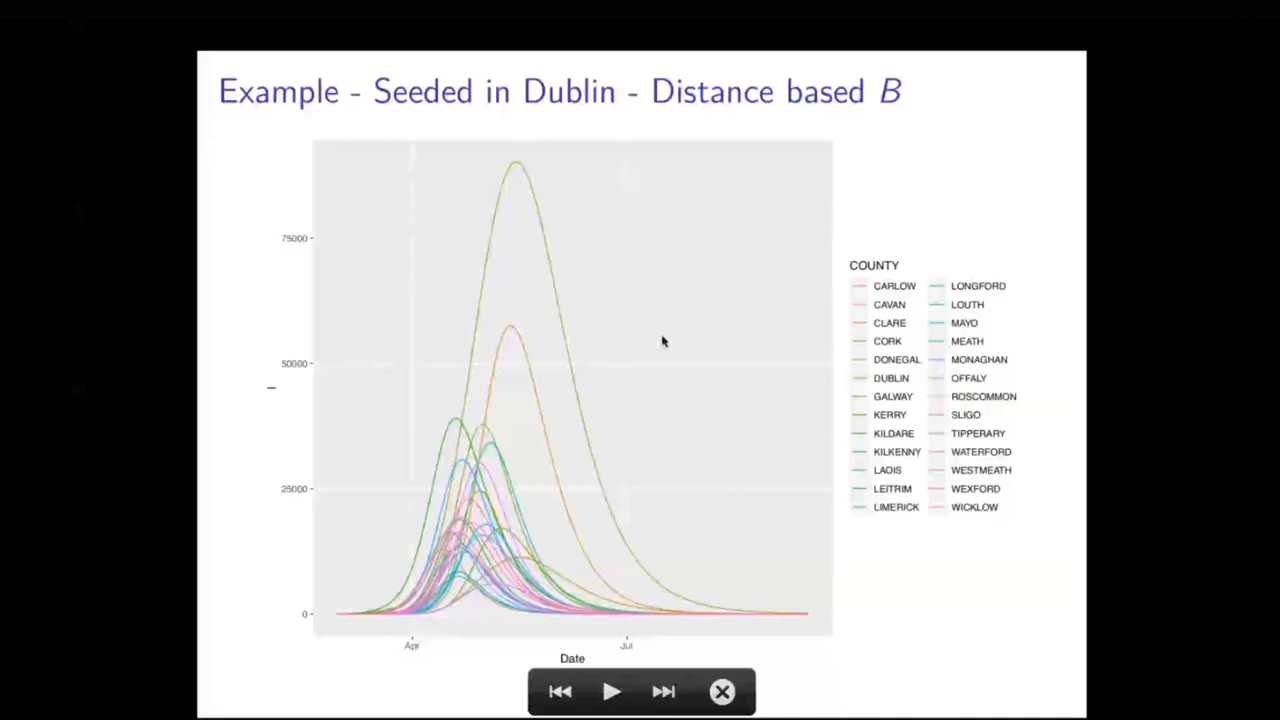 Example - Seeded in Dublin - Distance based B
75000
50000
25000
0
I
Apr
Jul
Date
COUNTY
CARLOW
CAVAN
CLARE
CORK
DONEGAL
DUBLIN
GALWAY
KERRY
KILDARE
KILKENNY
LAOIS
LEITRIM
LIMERICK
LONGFORD
LOUTH
MAYO
MEATH
MONAGHAN
OFFALY
ROSCOMMON
SLIGO
TIPPERARY
WATERFORD
WESTMEATH
WEXFORD
WICKLOW